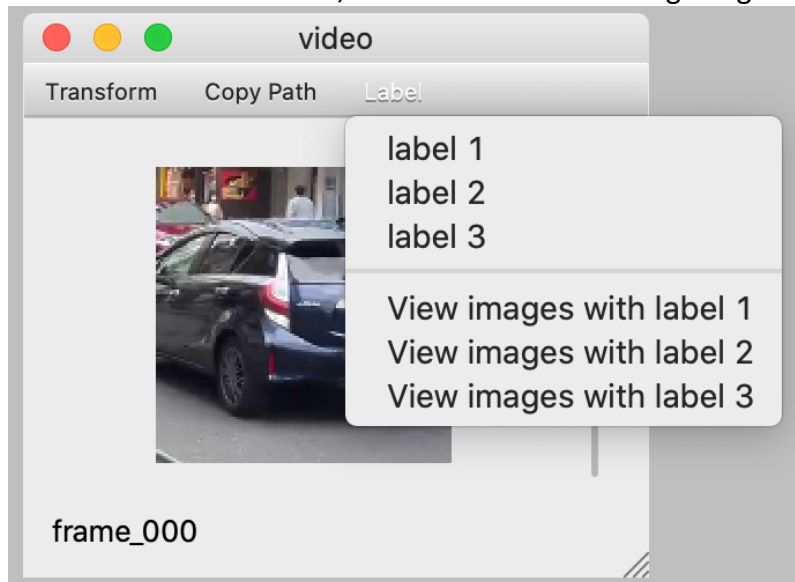 video
Transform Copy Path Label
label 1
label 2
label 3
View images with label 1
View images with label 2
View images with label 3
frame_000